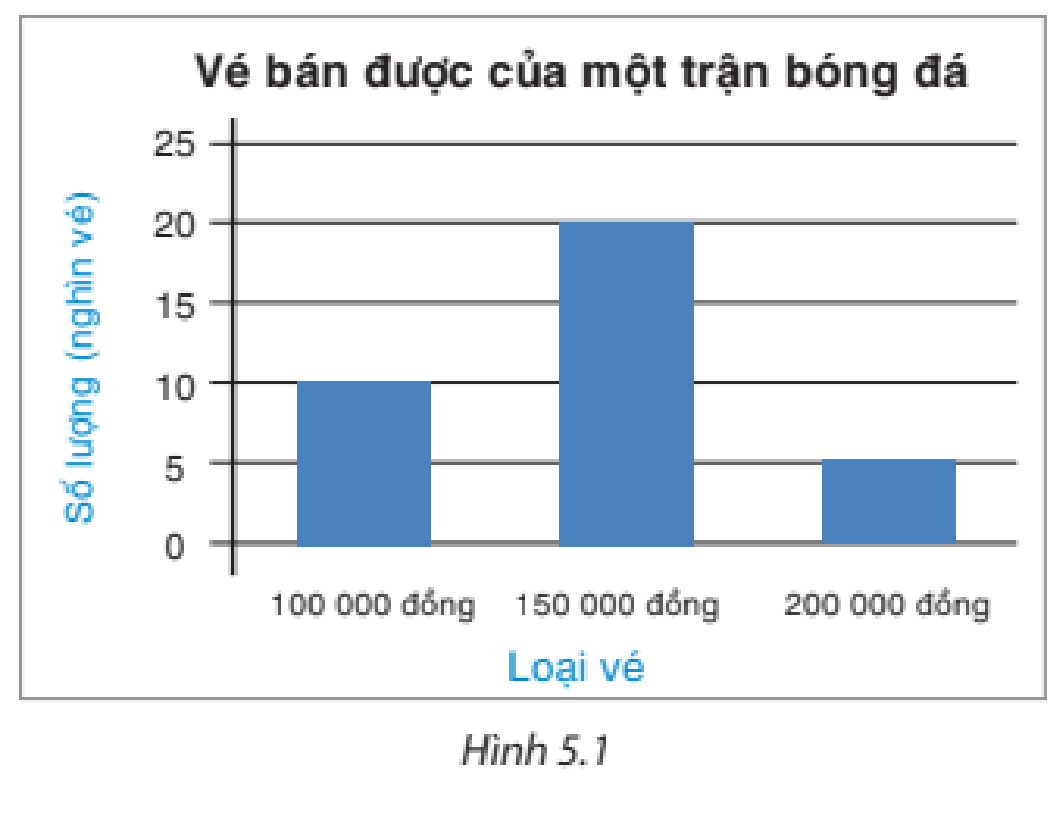 Vé bán được của một trận bóng đá
Số lượng (nghìn vé)
25
20
15
10
5
0
100 000 đồng 150 000 đồng 200 000 đồng
Loại vé
Hình 5.1